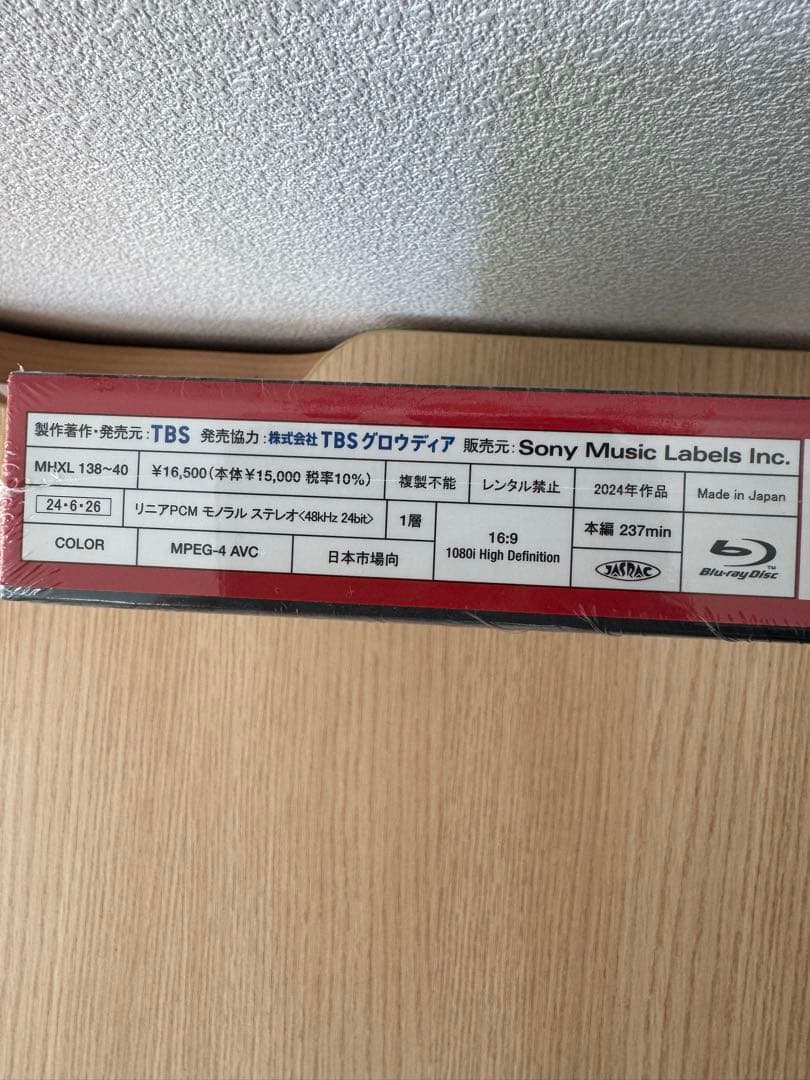 製作著作・発売元:TBS 発売協力:株式会社TBSグロウディア 販売元:Sony Music Labels Inc.
MHXL 138~40 ¥16,500(本体¥15,000 税率10%) 複製不能 レンタル禁止 2024年作品 Made in Japan
24・6・26 リニアPCM モノラル ステレオ<48kHz 24bit> 1層 16:9 本編 237min
1080i High Definition
COLOR MPEG-4 AVC 日本市場向 JASRAC Blu-ray Disc™